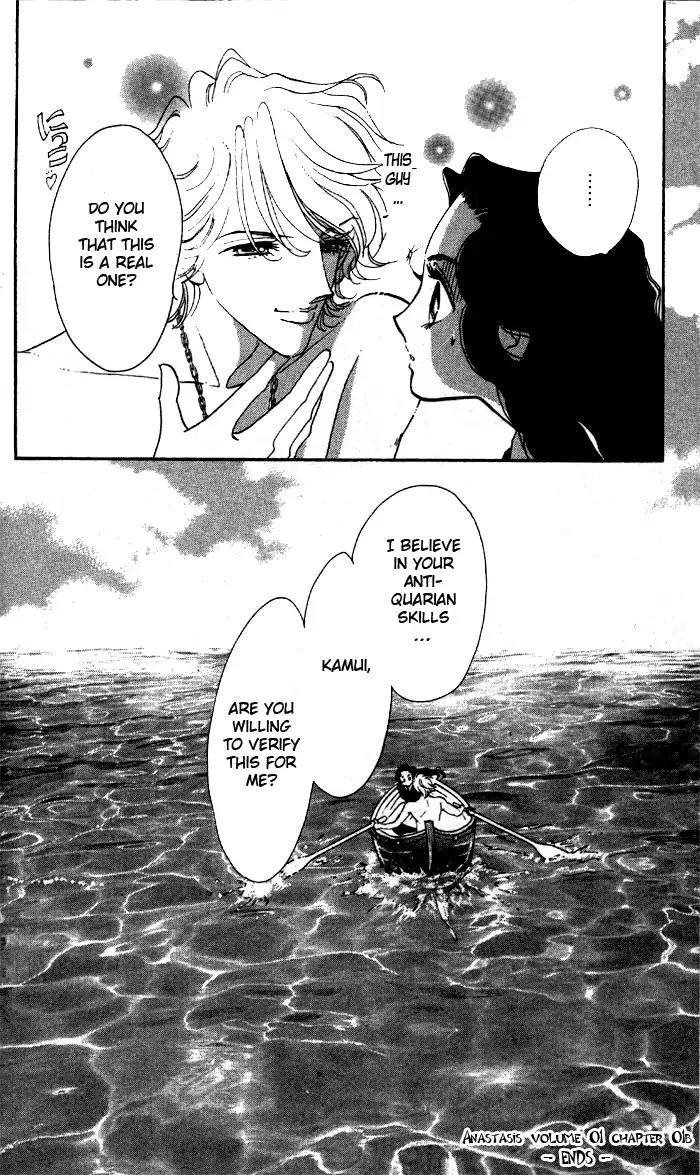 ......
THIS
GUY
...
DO YOU
THINK
THAT THIS
IS A REAL
ONE?
I BELIEVE
IN YOUR
ANTI-
QUARIAN
SKILLS
...
KAMUI,
ARE YOU
WILLING
TO VERIFY
THIS FOR
ME?
ANASTASIS VOLUME 01 CHAPTER 01B
- ENDS -